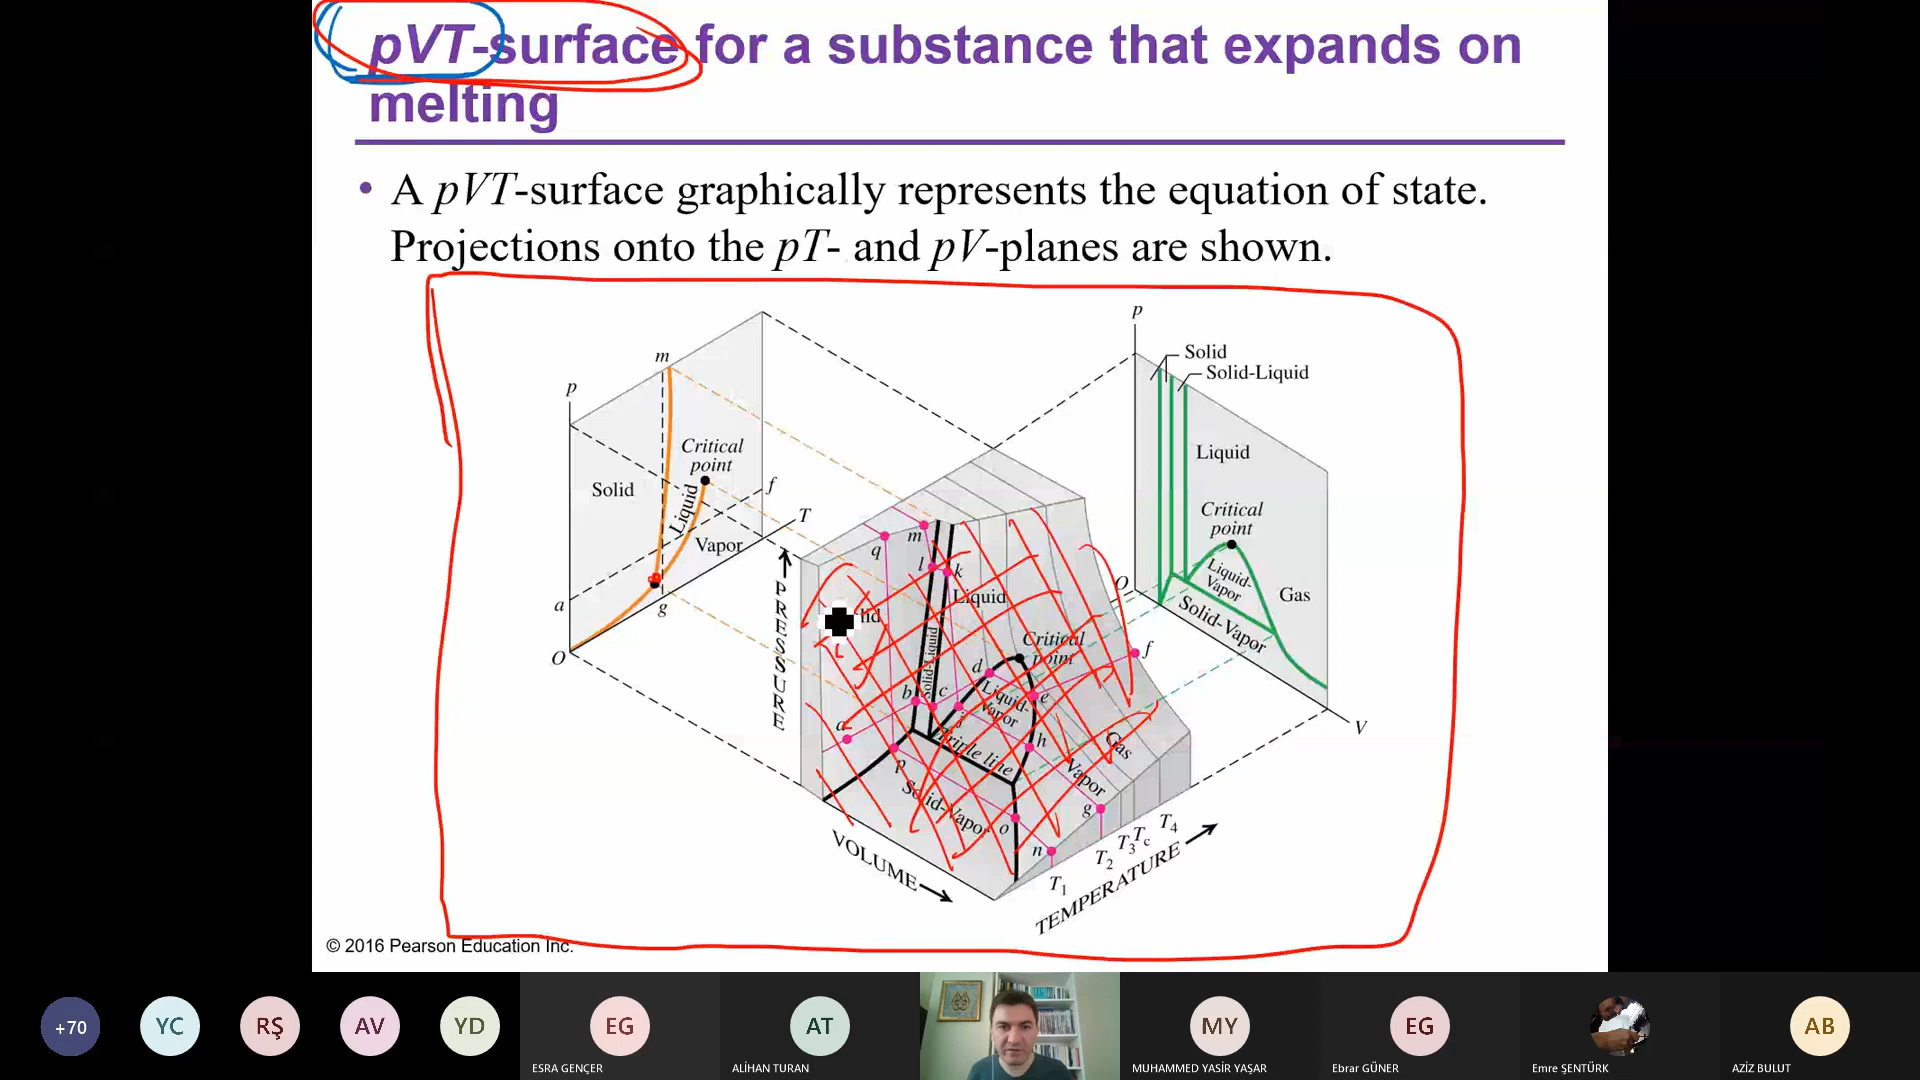 pVT-surface for a substance that expands on
melting
• A pVT-surface graphically represents the equation of state.
Projections onto the pT- and pV-planes are shown.
p
m
Critical
point
Solid
Liquid
Vapor
f
T
a
g
O
p
Solid
Solid-Liquid
Liquid
Critical
point
Liquid-
Vapor
Gas
Solid-Vapor
O
V
PRESSURE
q
m
l
k
Liquid
Solid-Liquid
Critical
point
f
d
Liquid-
Vapor
e
b
c
j
a
h
Triple line
Gas
Vapor
p
Solid-Vapor
o
g
n
T1
T2
T3
Tc
T4
VOLUME
TEMPERATURE
© 2016 Pearson Education Inc.
+70
YC
RŞ
AV
YD
EG
ESRA GENÇER
AT
ALİHAN TURAN
MY
MUHAMMED YASİR YAŞAR
EG
Ebrar GÜNER
Emre ŞENTÜRK
AB
AZİZ BULUT